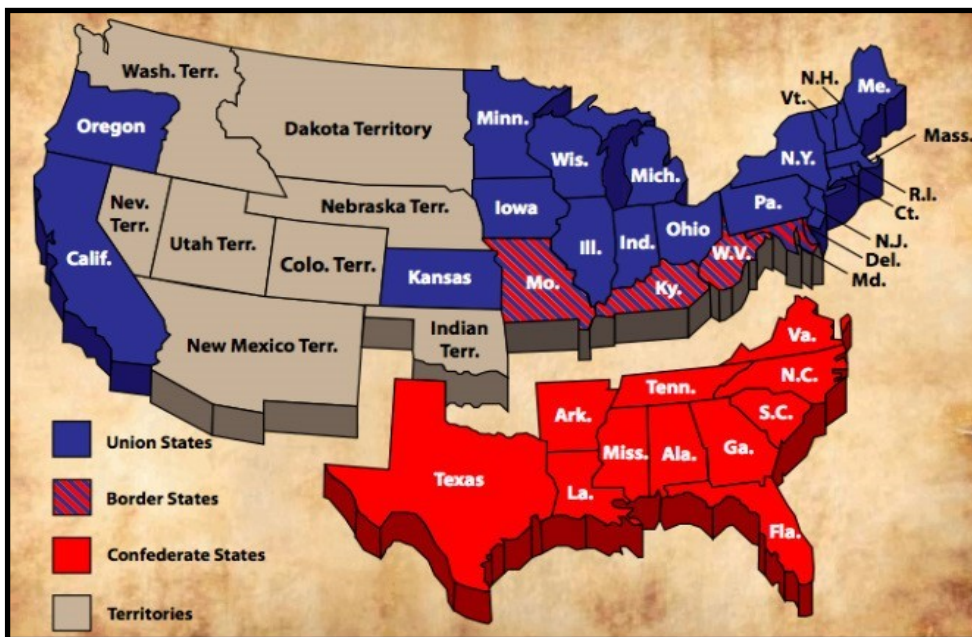 Wash. Terr.
Oregon
Dakota Territory
Minn.
N.H.
Vt.
Me.
Mass.
Wis.
Mich.
N.Y.
R.I.
Ct.
Nev.
Terr.
Nebraska Terr.
Iowa
Pa.
N.J.
Del.
Md.
Calif.
Utah Terr.
Colo. Terr.
Kansas
Ill.
Ind.
Ohio
W.V.
Mo.
Ky.
New Mexico Terr.
Indian
Terr.
Va.
N.C.
Tenn.
Ark.
S.C.
Miss.
Ala.
Ga.
Texas
La.
Fla.
Union States
Border States
Confederate States
Territories